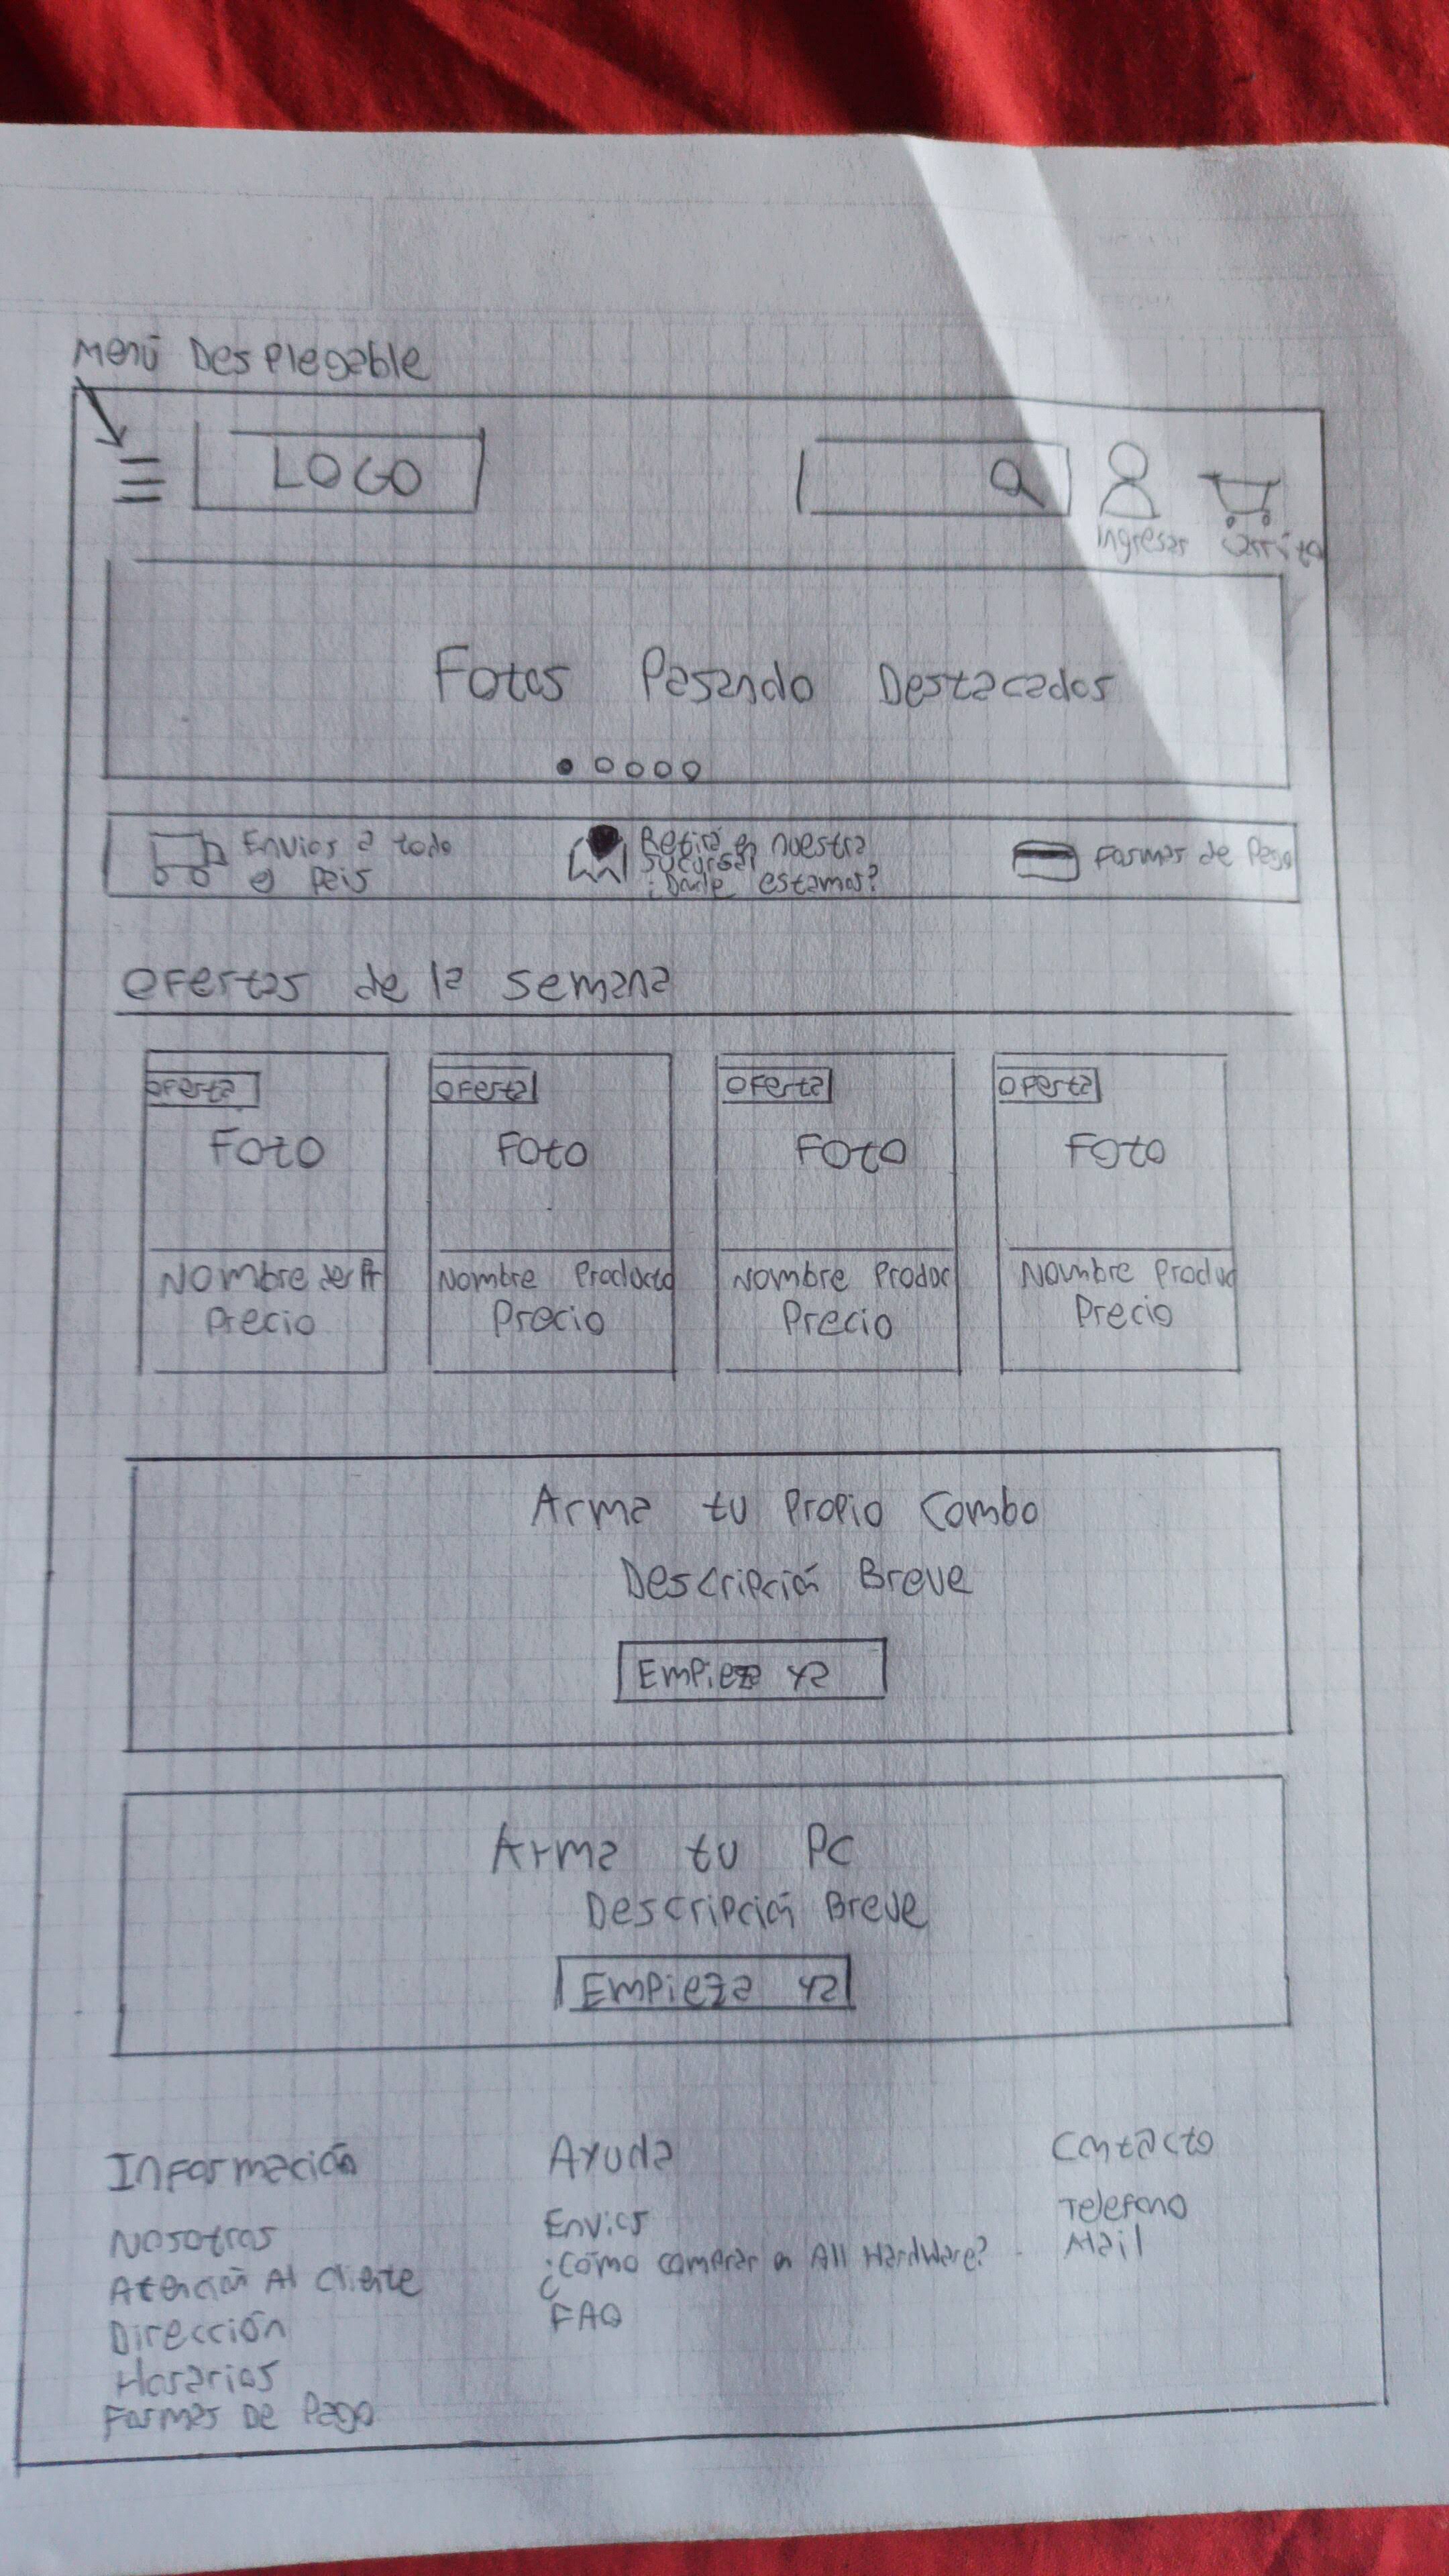 Menú Desplegable
LOGO
Ingresar Carrito
Fotos Pasando Destacados
Envios a todo
el Pais
Retirá en nuestra
sucursal
¿Donde estamos?
Formas de Pago
Ofertas de la semana
Oferta Oferta Oferta Oferta
Foto Foto Foto Foto
Nombre del Pr Nombre Producto Nombre Produc Nombre Produc
Precio Precio Precio Precio
Arma tu Propio Combo
Descripción Breve
Empieza ya
Arma tu Pc
Descripción Breve
Empieza ya
Información
Nosotros
Atención Al cliente
Dirección
Horarios
Formas De Pago
Ayuda
Envios
¿Cómo comprar en All Hardware?
¿
FAQ
Contacto
Telefono
Mail